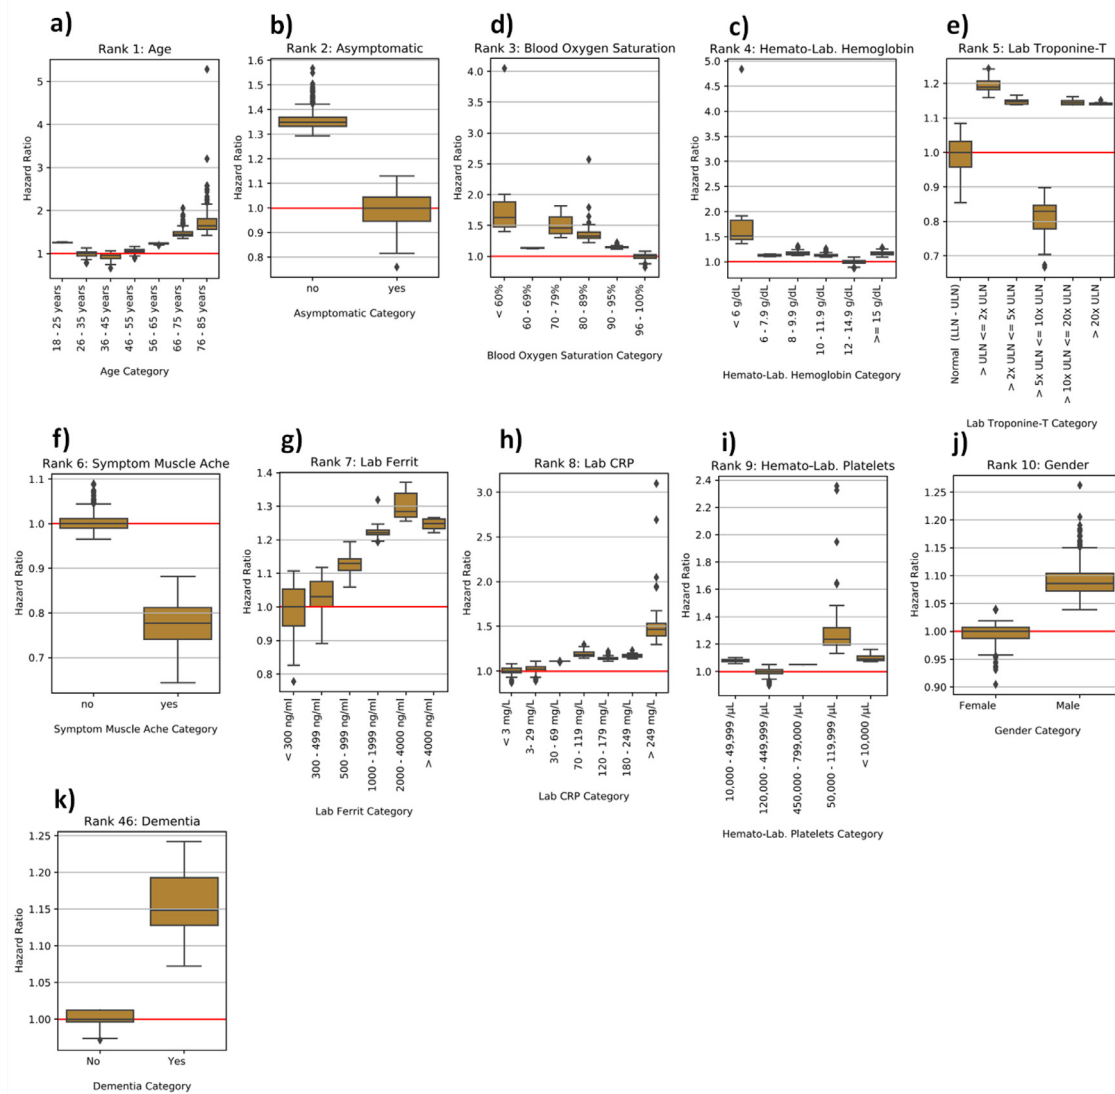 a)
Rank 1: Age
Hazard Ratio
5
4
3
2
1
18 - 25 years
26 - 35 years
36 - 45 years
46 - 55 years
56 - 65 years
66 - 75 years
76 - 85 years
Age Category
b)
Rank 2: Asymptomatic
Hazard Ratio
1.6
1.5
1.4
1.3
1.2
1.1
1.0
0.9
0.8
no
yes
Asymptomatic Category
d)
Rank 3: Blood Oxygen Saturation
Hazard Ratio
4.0
3.5
3.0
2.5
2.0
1.5
1.0
< 60%
60 - 69%
70 - 79%
80 - 89%
90 - 95%
96 - 100%
Blood Oxygen Saturation Category
c)
Rank 4: Hemato-Lab. Hemoglobin
Hazard Ratio
5.0
4.5
4.0
3.5
3.0
2.5
2.0
1.5
1.0
< 6 g/dL
6 - 7.9 g/dL
8 - 9.9 g/dL
10 - 11.9 g/dL
12 - 14.9 g/dL
>= 15 g/dL
Hemato-Lab. Hemoglobin Category
e)
Rank 5: Lab Troponine-T
Hazard Ratio
1.2
1.1
1.0
0.9
0.8
0.7
Normal (LLN - ULN)
> ULN <= 2x ULN
> 2x ULN <= 5x ULN
> 5x ULN <= 10x ULN
> 10x ULN <= 20x ULN
> 20x ULN
Lab Troponine-T Category
f)
Rank 6: Symptom Muscle Ache
Hazard Ratio
1.1
1.0
0.9
0.8
0.7
no
yes
Symptom Muscle Ache Category
g)
Rank 7: Lab Ferrit
Hazard Ratio
1.4
1.3
1.2
1.1
1.0
0.9
0.8
< 300 ng/ml
300 - 499 ng/ml
500 - 999 ng/ml
1000 - 1999 ng/ml
2000 - 4000 ng/ml
> 4000 ng/ml
Lab Ferrit Category
h)
Rank 8: Lab CRP
Hazard Ratio
3.0
2.5
2.0
1.5
1.0
< 3 mg/L
3- 29 mg/L
30 - 69 mg/L
70 - 119 mg/L
120 - 179 mg/L
180 - 249 mg/L
> 249 mg/L
Lab CRP Category
i)
Rank 9: Hemato-Lab. Platelets
Hazard Ratio
2.4
2.2
2.0
1.8
1.6
1.4
1.2
1.0
10,000 - 49,999 /µL
120,000 - 449,999 /µL
450,000 - 799,000 /µL
50,000 - 119,999 /µL
< 10,000 /µL
Hemato-Lab. Platelets Category
j)
Rank 10: Gender
Hazard Ratio
1.25
1.20
1.15
1.10
1.05
1.00
0.95
0.90
Female
Male
Gender Category
k)
Rank 46: Dementia
Hazard Ratio
1.25
1.20
1.15
1.10
1.05
1.00
No
Yes
Dementia Category